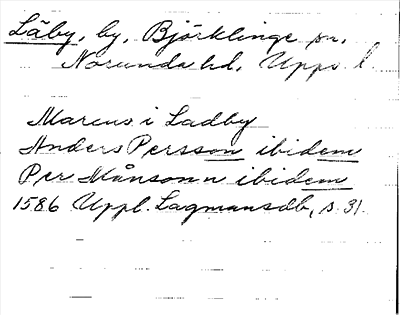 Läby, by, Björklinge sn,
Norunda hd, Upps. l.
Marcus i Ladby
Anders Persson ibidem
Per Månsonn ibidem
1586 Uppl. Lagmansdb, s. 31.